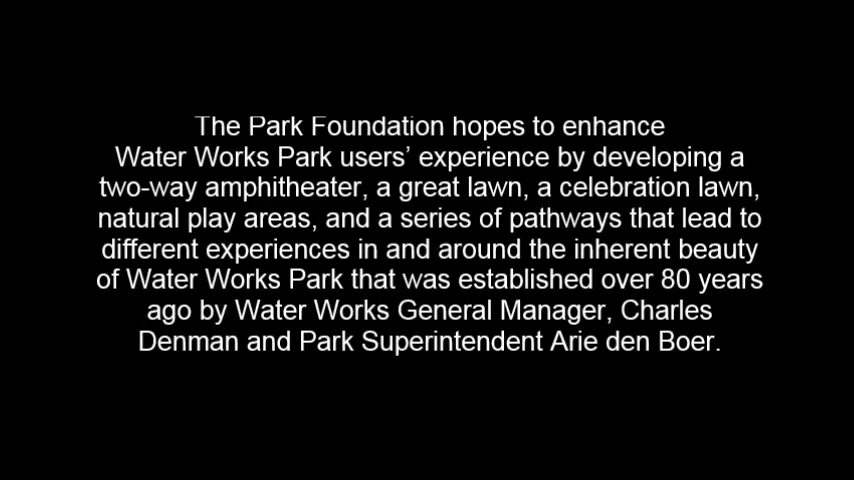 The Park Foundation hopes to enhance
Water Works Park users’ experience by developing a
two-way amphitheater, a great lawn, a celebration lawn,
natural play areas, and a series of pathways that lead to
different experiences in and around the inherent beauty
of Water Works Park that was established over 80 years
ago by Water Works General Manager, Charles
Denman and Park Superintendent Arie den Boer.